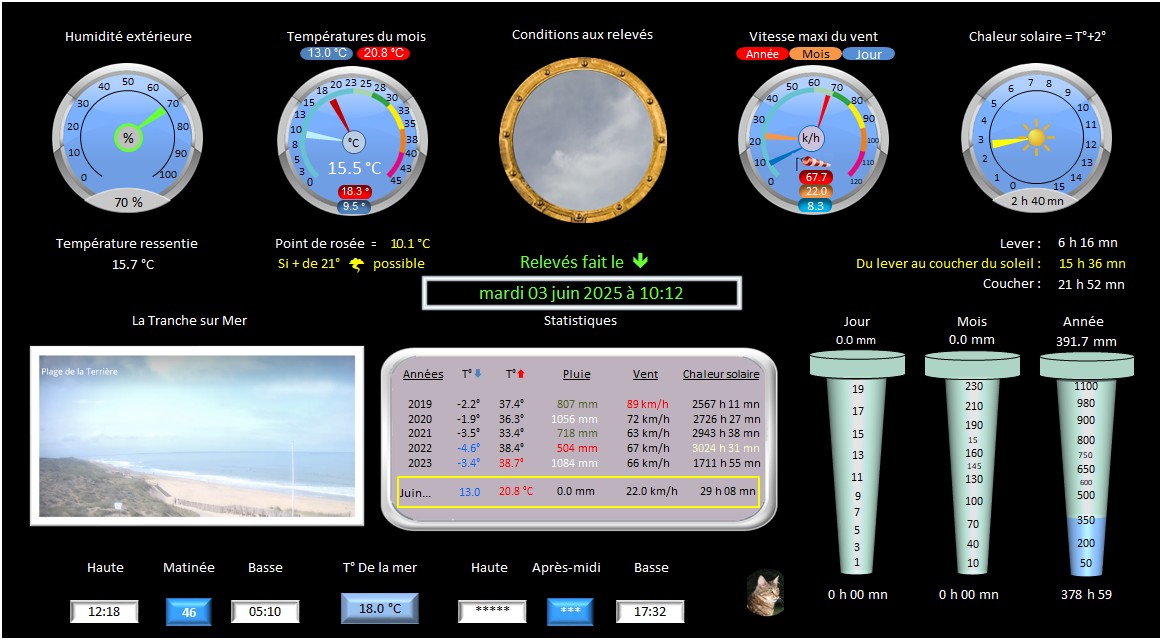 Humidité extérieure
Températures du mois
13.0 °C 20.8 °C
Conditions aux relevés
Vitesse maxi du vent
Année Mois Jour
Chaleur solaire = T°+2°
0 10 20 30 40 50 60 70 80 90 100
%
70 %
0 3 5 8 10 13 15 18 20 23 25 28 30 33 35 38 40 43 45
°C
15.5 °C
18.3 °
9.5 °
0 10 20 30 40 50 60 70 80 90 100 110 120
k/h
67.7
22.0
8.3
0 1 2 3 4 5 6 7 8 9 10 11 12 13 14 15
2 h 40 mn
Température ressentie
15.7 °C
Point de rosée = 10.1 °C
Si + de 21° possible
Relevés fait le
mardi 03 juin 2025 à 10:12
Lever : 6 h 16 mn
Du lever au coucher du soleil : 15 h 36 mn
Coucher : 21 h 52 mn
La Tranche sur Mer
Plage de la Terrière
Statistiques
Années T° T° Pluie Vent Chaleur solaire
2019 -2.2° 37.4° 807 mm 89 km/h 2567 h 11 mn
2020 -1.9° 36.3° 1056 mm 72 km/h 2726 h 27 mn
2021 -3.5° 33.4° 718 mm 63 km/h 2943 h 38 mn
2022 -4.6° 38.4° 504 mm 67 km/h 3024 h 31 mn
2023 -3.4° 38.7° 1084 mm 66 km/h 1711 h 55 mn
Juin... 13.0 20.8 °C 0.0 mm 22.0 km/h 29 h 08 mn
Jour
0.0 mm
19
17
15
13
11
9
7
5
3
1
0 h 00 mn
Mois
0.0 mm
230
210
190
15
160
145
130
100
70
40
10
0 h 00 mn
Année
391.7 mm
1100
980
900
800
750
650
600
500
350
200
50
378 h 59
Haute Matinée Basse
12:18 46 05:10
T° De la mer
18.0 °C
Haute Après-midi Basse
***** *** 17:32